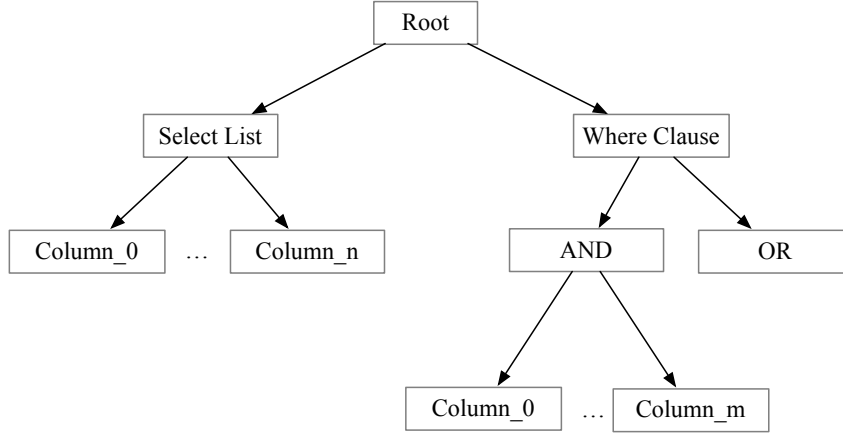 Root
Select List
Where Clause
Column_0
…
Column_n
AND
OR
Column_0
…
Column_m